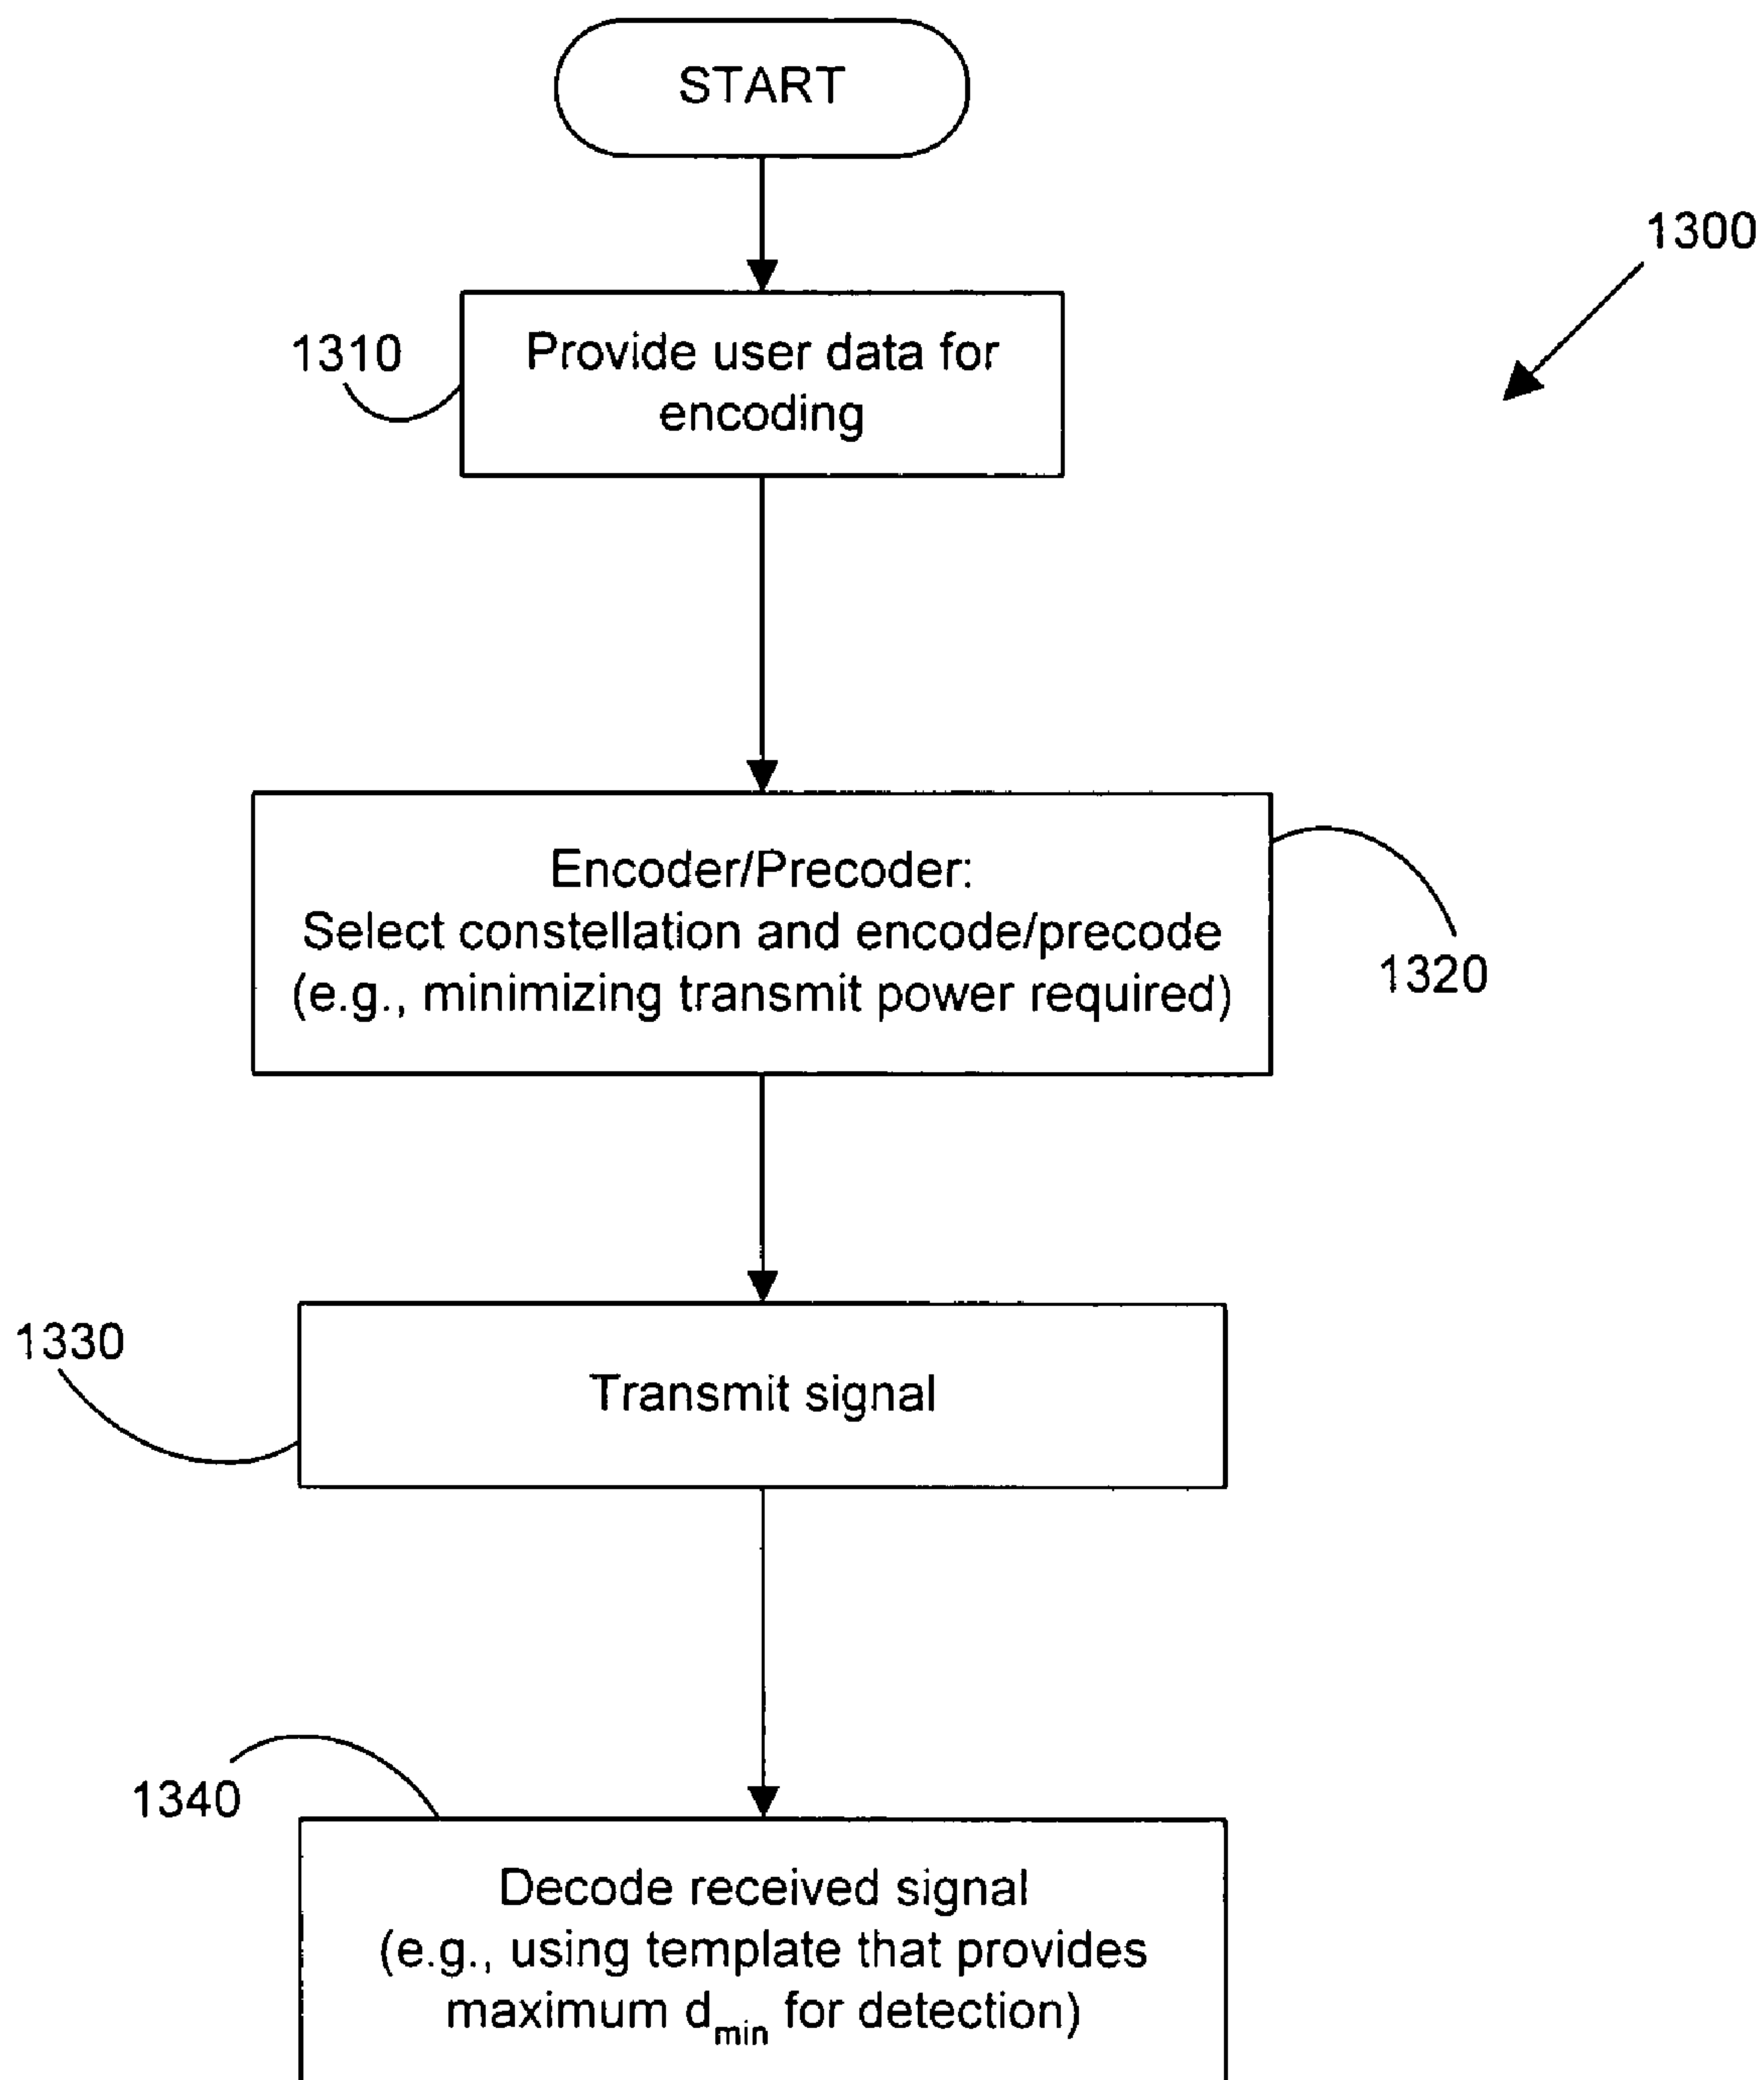 START
1300
1310
Provide user data for
encoding
Encoder/Precoder:
Select constellation and encode/precode
(e.g., minimizing transmit power required)
1320
1330
Transmit signal
1340
Decode received signal
(e.g., using template that provides
maximum dmin for detection)